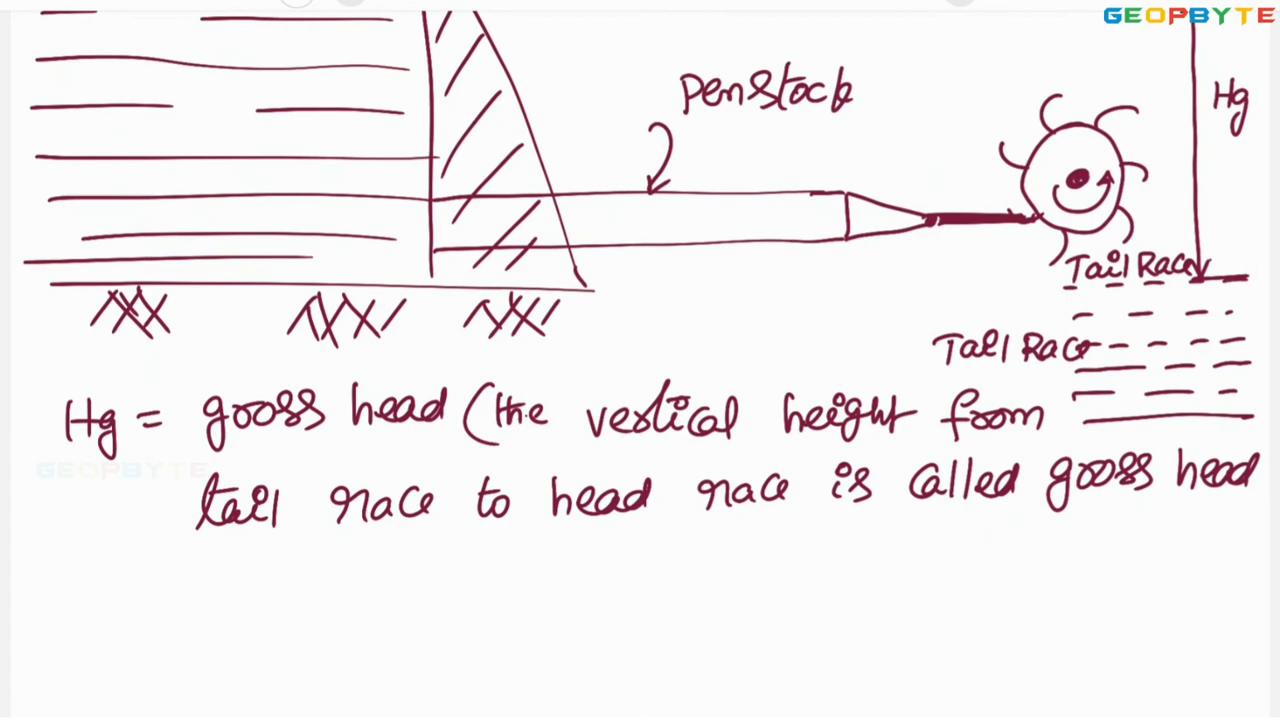 GEOPBYTE
Penstock
Hg
Tail Race
Tail Race
Hg = gross head (the vertical height from
GEOPBYTE
tail race to head race is called gross head